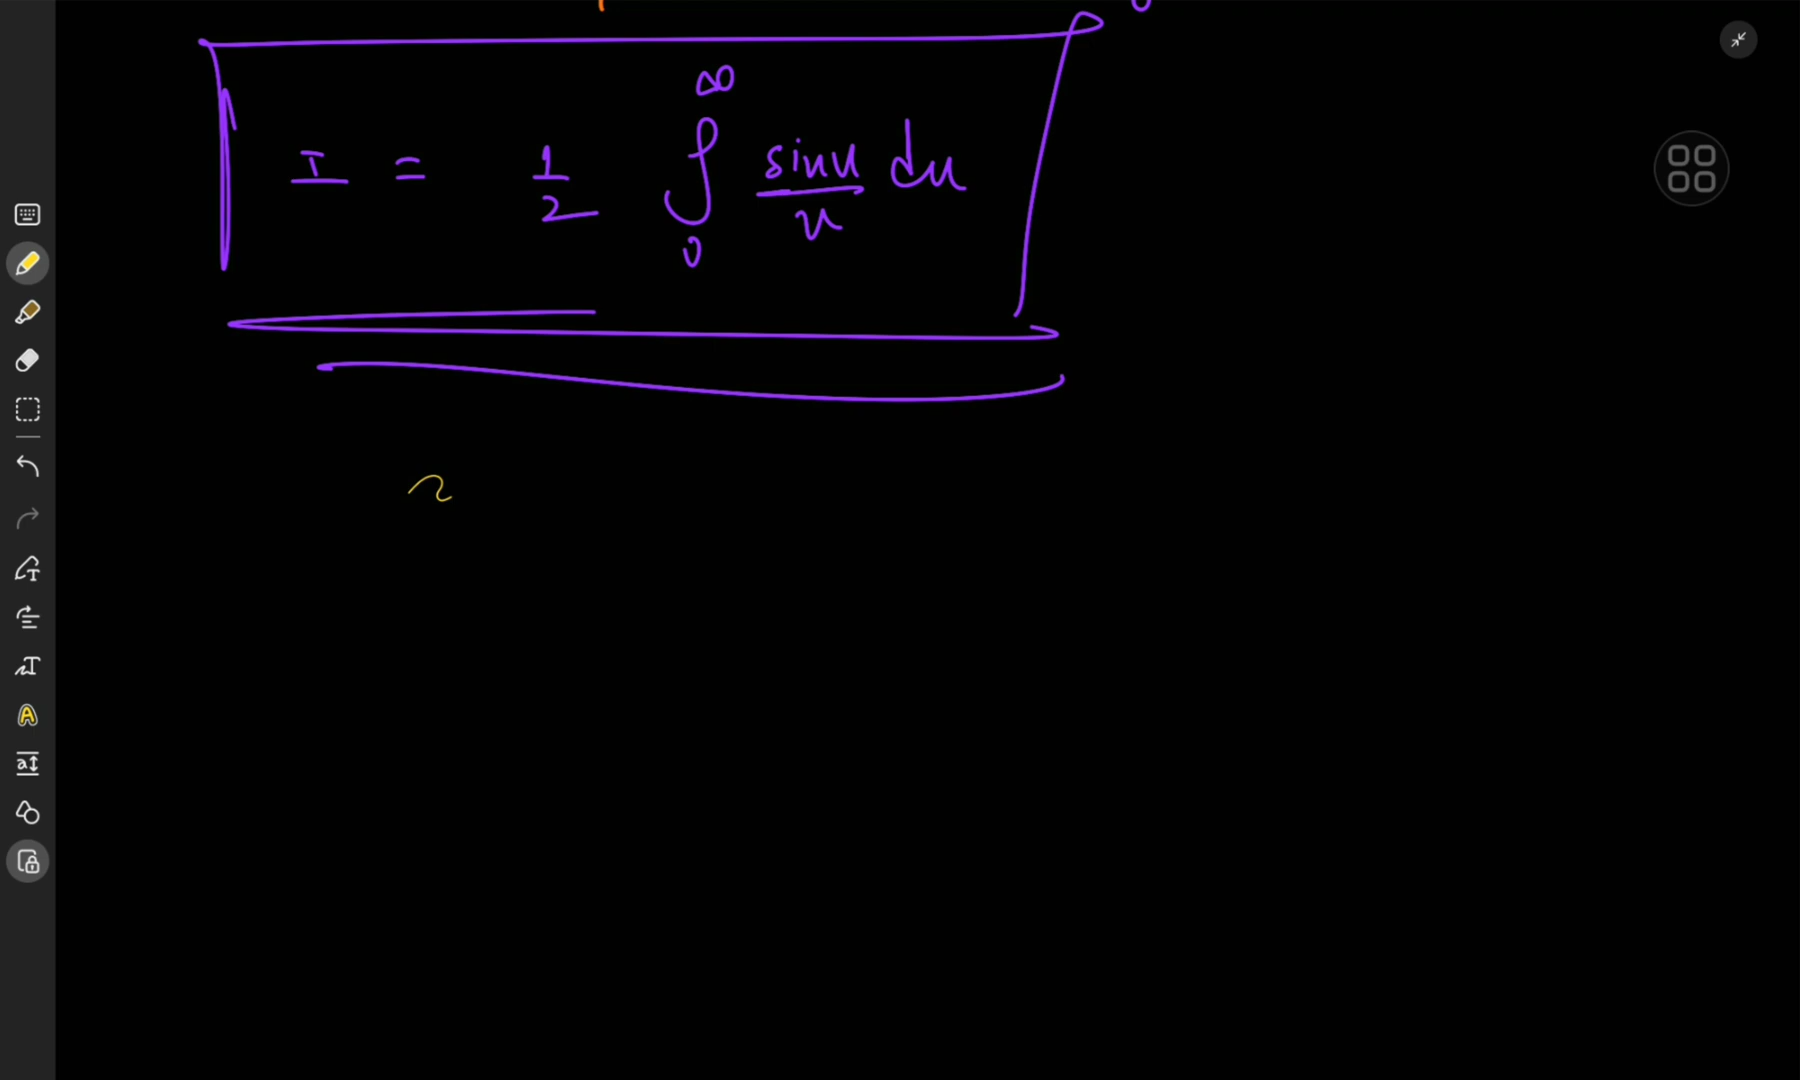 I = 1/2 ∫₀^∞ sinu/u du